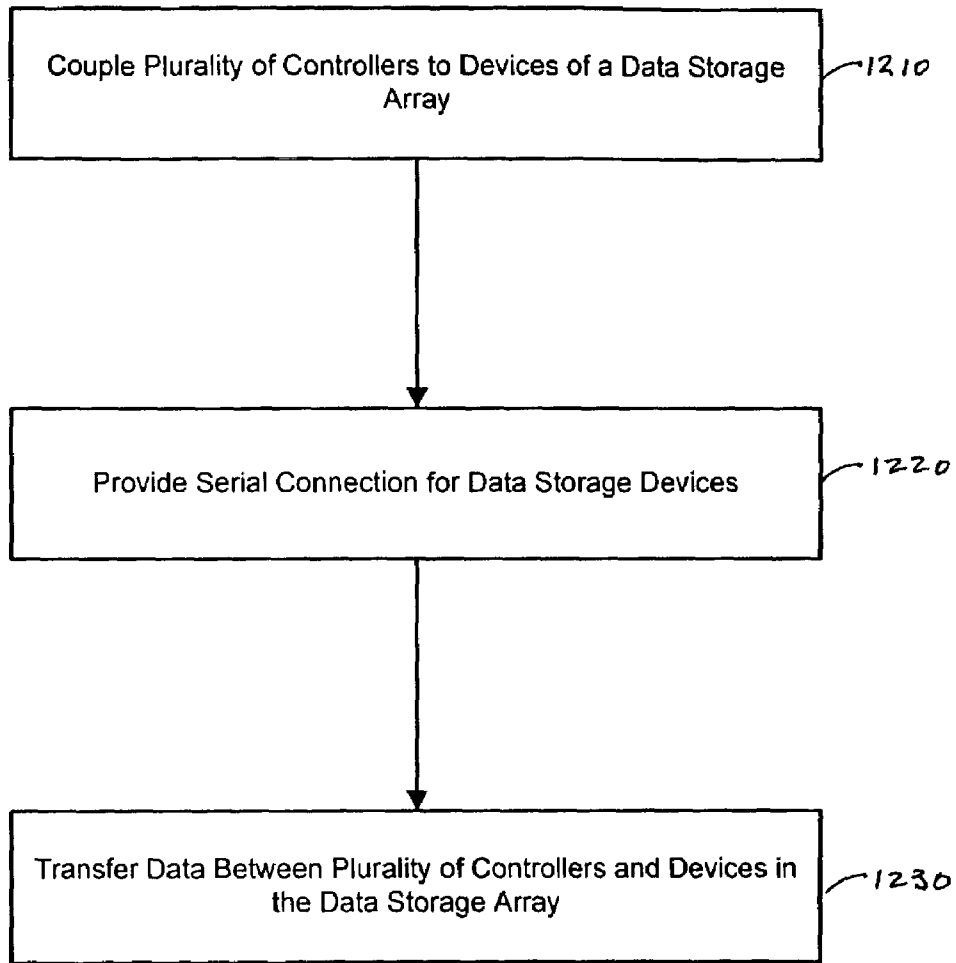 Couple Plurality of Controllers to Devices of a Data Storage
Array
1210
Provide Serial Connection for Data Storage Devices
1220
Transfer Data Between Plurality of Controllers and Devices in
the Data Storage Array
1230